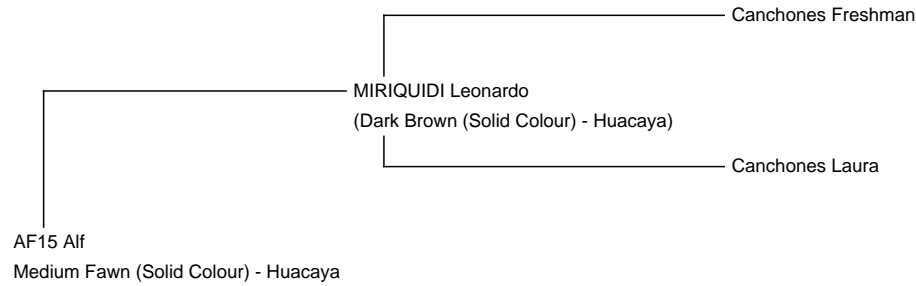 Canchones Freshman
MIRIQUIDI Leonardo
(Dark Brown (Solid Colour) - Huacaya)
Canchones Laura
AF15 Alf
Medium Fawn (Solid Colour) - Huacaya